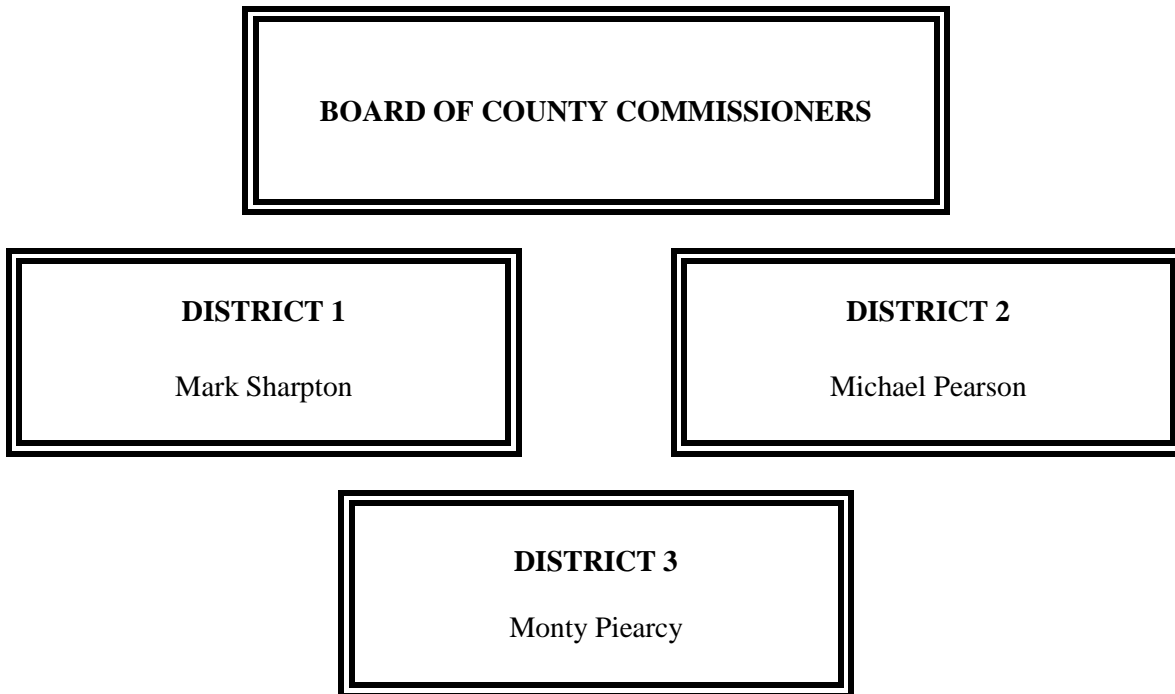 BOARD OF COUNTY COMMISSIONERS
DISTRICT 1
Mark Sharpton
DISTRICT 2
Michael Pearson
DISTRICT 3
Monty Piearcy